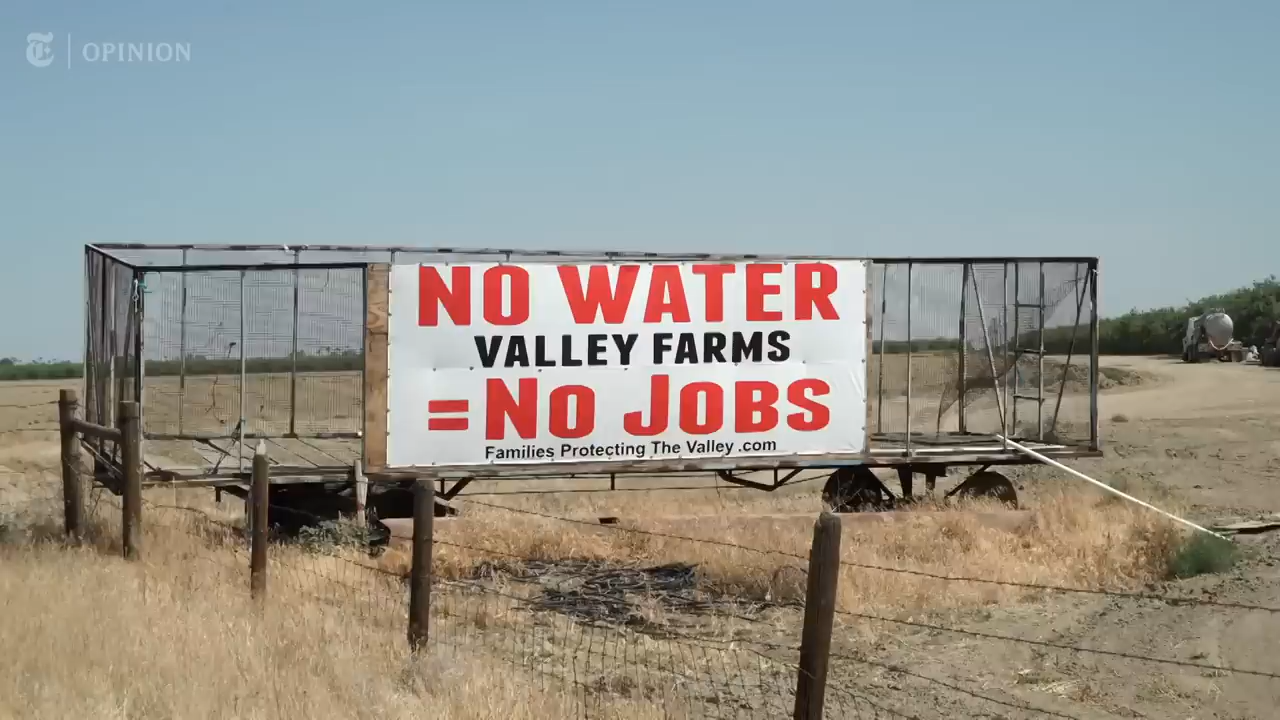 OPINION
NO WATER
VALLEY FARMS
= NO JOBS
Families Protecting The Valley .com